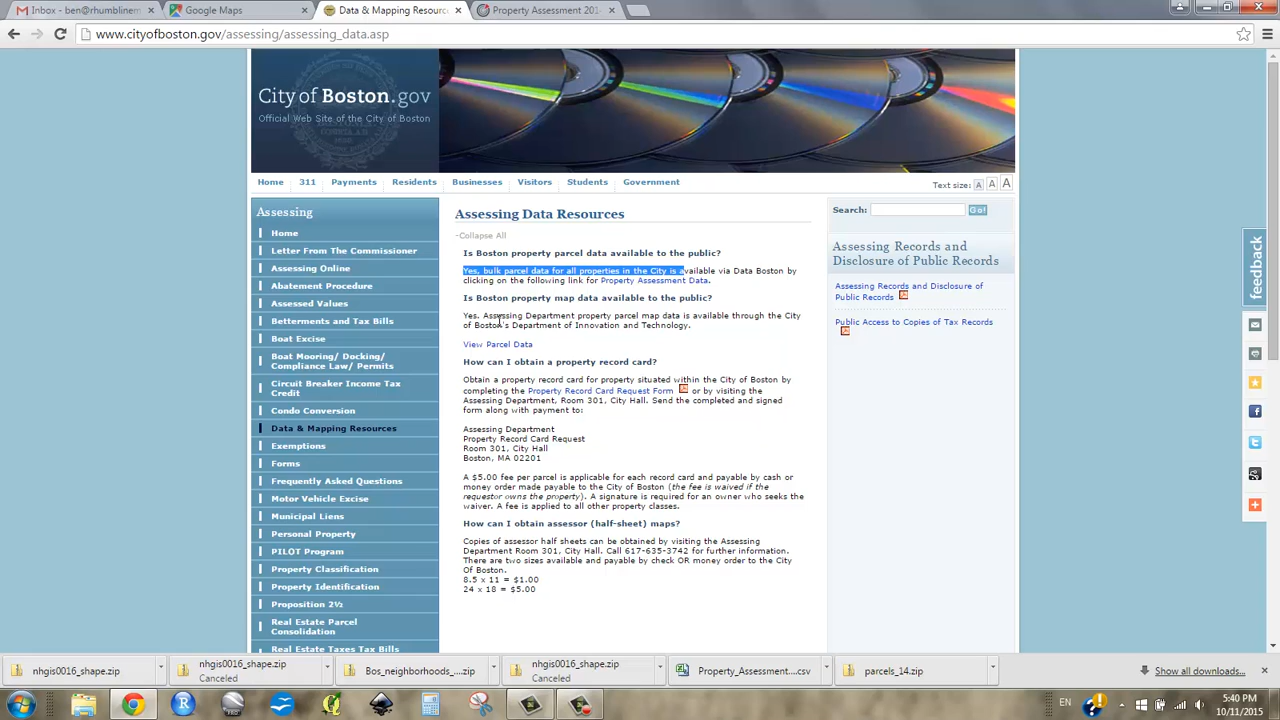 Inbox - ben@rhumblinem
Google Maps
Data & Mapping Resourc
Property Assessment 201
www.cityofboston.gov/assessing/assessing_data.asp
City of Boston.gov
Official Web Site of the City of Boston
Home 311 Payments Residents Businesses Visitors Students Government
Text size: A A A
Assessing
Home
Letter From The Commissioner
Assessing Online
Abatement Procedure
Assessed Values
Betterments and Tax Bills
Boat Excise
Boat Mooring/ Docking/
Compliance Law/ Permits
Circuit Breaker Income Tax
Credit
Condo Conversion
Data & Mapping Resources
Exemptions
Forms
Frequently Asked Questions
Motor Vehicle Excise
Municipal Liens
Personal Property
PILOT Program
Property Classification
Property Identification
Proposition 2½
Real Estate Parcel
Consolidation
Real Estate Taxes Tax Bills
Assessing Data Resources
-Collapse All
Is Boston property parcel data available to the public?
Yes, bulk parcel data for all properties in the City is available via Data Boston by
clicking on the following link for Property Assessment Data.
Is Boston property map data available to the public?
Yes. Assessing Department property parcel map data is available through the City
of Boston's Department of Innovation and Technology.
View Parcel Data
How can I obtain a property record card?
Obtain a property record card for property situated within the City of Boston by
completing the Property Record Card Request Form or by visiting the
Assessing Department, Room 301, City Hall. Send the completed and signed
form along with payment to:
Assessing Department
Property Record Card Request
Room 301, City Hall
Boston, MA 02201
A $5.00 fee per parcel is applicable for each record card and payable by cash or
money order made payable to the City of Boston (the fee is waived if the
requestor owns the property). A signature is required for an owner who seeks the
waiver. A fee is applied to all other property classes.
How can I obtain assessor (half-sheet) maps?
Copies of assessor half sheets can be obtained by visiting the Assessing
Department Room 301, City Hall. Call 617-635-3742 for further information.
There are two sizes available and payable by check OR money order to the City
Of Boston.
8.5 x 11 = $1.00
24 x 18 = $5.00
Search: Go!
Assessing Records and
Disclosure of Public Records
Assessing Records and Disclosure of
Public Records
Public Access to Copies of Tax Records
feedback
nhgis0016_shape.zip
nhgis0016_shape.zip
Canceled
Bos_neighborhoods_....zip
nhgis0016_shape.zip
Canceled
Property_Assessment_....csv
parcels_14.zip
Show all downloads...
EN
5:40 PM
10/11/2015